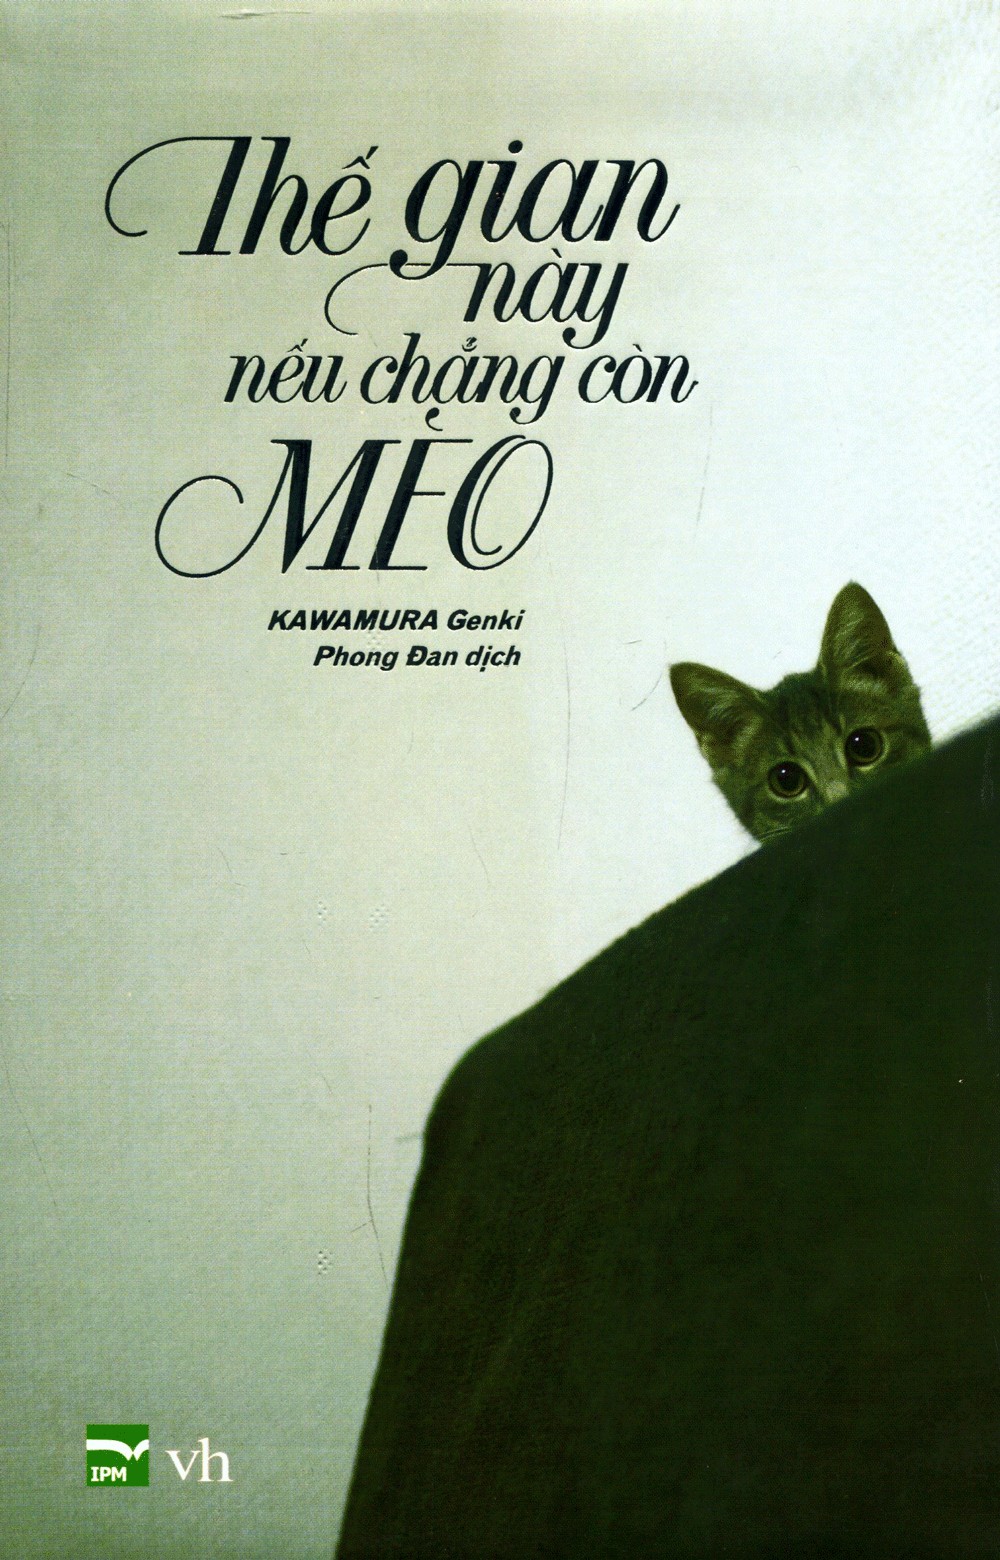 Thế gian
này
nếu chẳng còn
MÈO
KAWAMURA Genki
Phong Đan dịch
IPM
vh